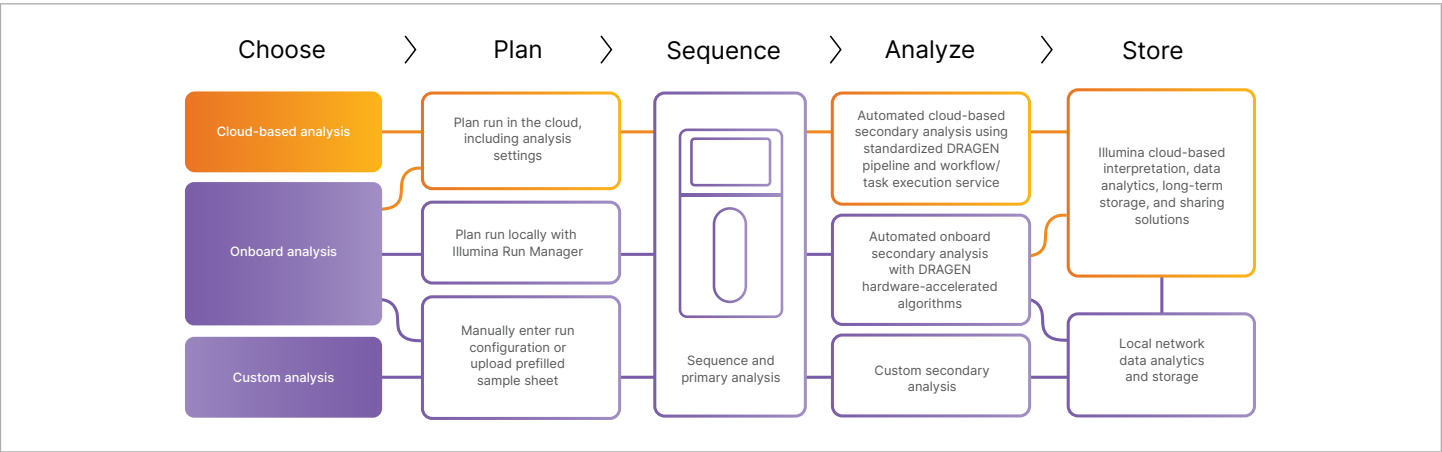 Choose
Plan
Sequence
Analyze
Store
Cloud-based analysis
Onboard analysis
Custom analysis
Plan run in the cloud,
including analysis
settings
Plan run locally with
Illumina Run Manager
Manually enter run
configuration or
upload prefilled
sample sheet
Sequence and
primary analysis
Automated cloud-based
secondary analysis using
standardized DRAGEN
pipeline and workflow/
task execution service
Automated onboard
secondary analysis
with DRAGEN
hardware-accelerated
algorithms
Custom secondary
analysis
Illumina cloud-based
interpretation, data
analytics, long-term
storage, and sharing
solutions
Local network
data analytics
and storage